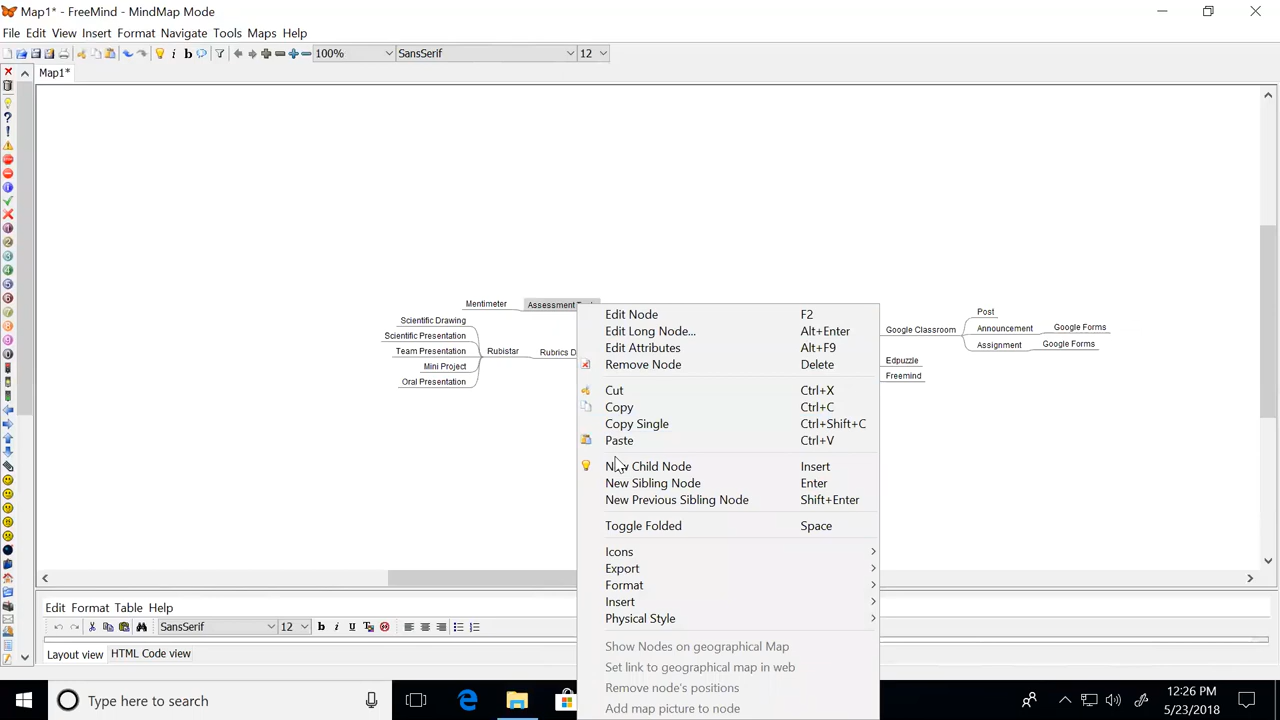 Map1* - FreeMind - MindMap Mode
File Edit View Insert Format Navigate Tools Maps Help
100% SansSerif 12
Map1*
Mentimeter Assessment
Scientific Drawing
Scientific Presentation
Team Presentation Rubistar Rubrics D
Mini Project
Oral Presentation
Post
Google Classroom Announcement Google Forms
Assignment Google Forms
Edpuzzle
Freemind
Edit Node F2
Edit Long Node... Alt+Enter
Edit Attributes Alt+F9
Remove Node Delete
Cut Ctrl+X
Copy Ctrl+C
Copy Single Ctrl+Shift+C
Paste Ctrl+V
New Child Node Insert
New Sibling Node Enter
New Previous Sibling Node Shift+Enter
Toggle Folded Space
Icons
Export
Format
Insert
Physical Style
Show Nodes on geographical Map
Set link to geographical map in web
Remove node's positions
Add map picture to node
Edit Format Table Help
SansSerif 12
Layout view HTML Code view
Type here to search
12:26 PM
5/23/2018